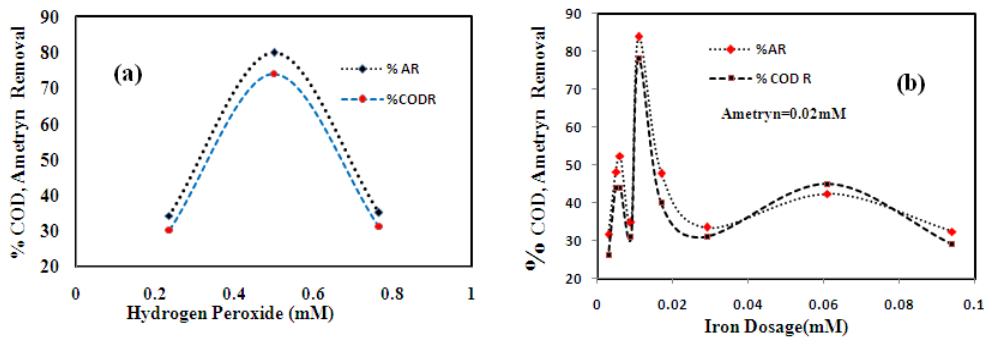 % COD, Ametryn Removal
90
80
70
60
50
40
30
20
(a)
% AR
%CODR
0
0.2
0.4
0.6
0.8
1
Hydrogen Peroxide (mM)
% COD, Ametryn Removal
90
80
70
60
50
40
30
20
%AR
% COD R
(b)
Ametryn=0.02mM
0
0.02
0.04
0.06
0.08
0.1
Iron Dosage(mM)